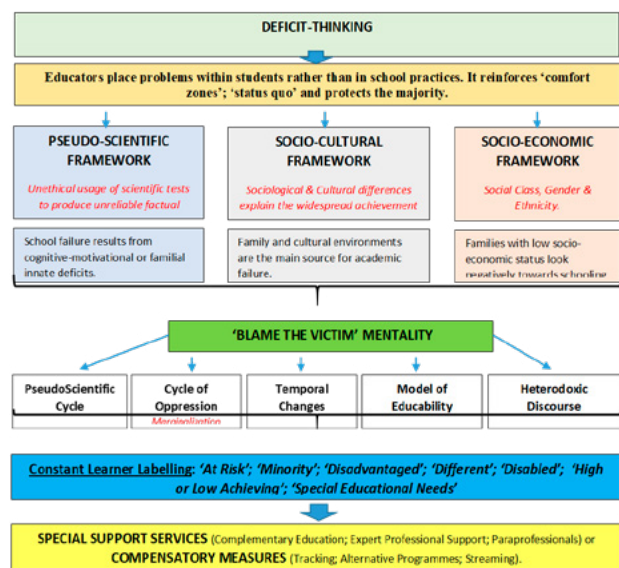 DEFICIT-THINKING
Educators place problems within students rather than in school practices. It reinforces ‘comfort
zones’; ‘status quo’ and protects the majority.
PSEUDO-SCIENTIFIC
FRAMEWORK
Unethical usage of scientific tests
to produce unreliable factual
School failure results from
cognitive-motivational or familial
innate deficits.
SOCIO-CULTURAL
FRAMEWORK
Sociological & Cultural differences
explain the widespread achievement
Family and cultural environments
are the main source for academic
failure.
SOCIO-ECONOMIC
FRAMEWORK
Social Class, Gender &
Ethnicity.
Families with low socio-
economic status look
negatively towards schooling
‘BLAME THE VICTIM’ MENTALITY
PseudoScientific
Cycle
Cycle of
Oppression
Marginalization
Temporal
Changes
Model of
Educability
Heterodoxic
Discourse
Constant Learner Labelling: ‘At Risk’; ‘Minority’; ‘Disadvantaged’; ‘Different’; ‘Disabled’; ‘High
or Low Achieving’; ‘Special Educational Needs’
SPECIAL SUPPORT SERVICES (Complementary Education; Expert Professional Support; Paraprofessionals) or
COMPENSATORY MEASURES (Tracking; Alternative Programmes; Streaming).